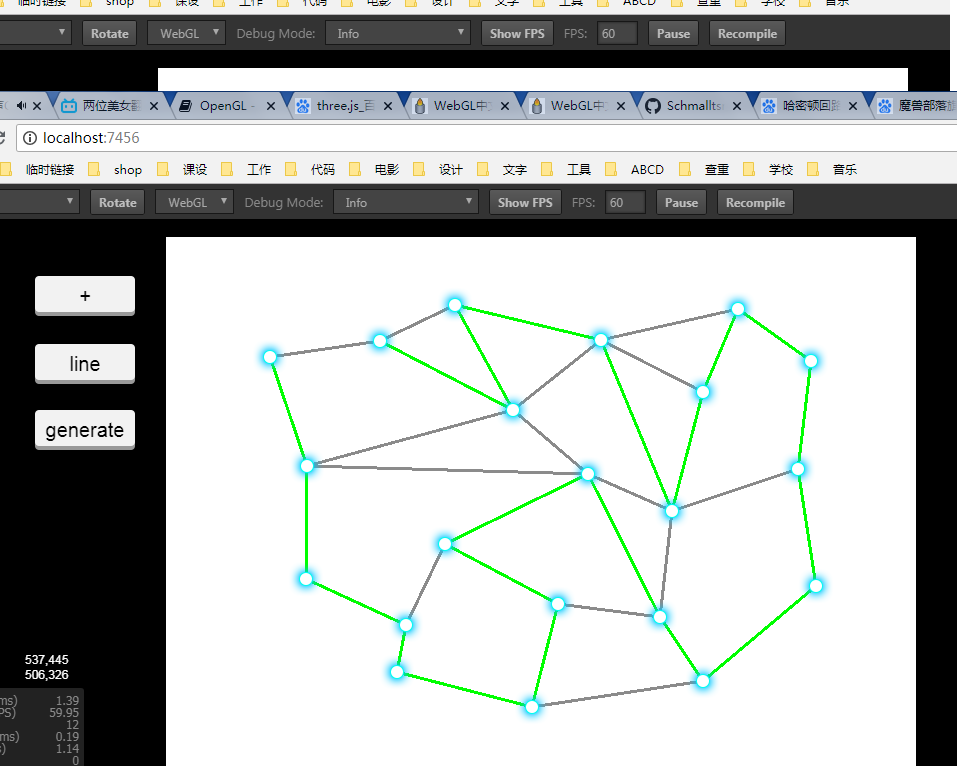 临时链接 shop 课设 工作 代码 电影 设计 文字 工具 ABCD 查重 学校 音乐
Rotate WebGL Debug Mode: Info Show FPS FPS: 60 Pause Recompile
两位美女 OpenGL - three.js_百 WebGL中文 WebGL中文 Schmallts 哈密顿回路 魔兽部落
localhost:7456
临时链接 shop 课设 工作 代码 电影 设计 文字 工具 ABCD 查重 学校 音乐
Rotate WebGL Debug Mode: Info Show FPS FPS: 60 Pause Recompile
+
line
generate
537,445
506,326
ms) 1.39
PS) 59.95
12
ms) 0.19
s) 1.14
0